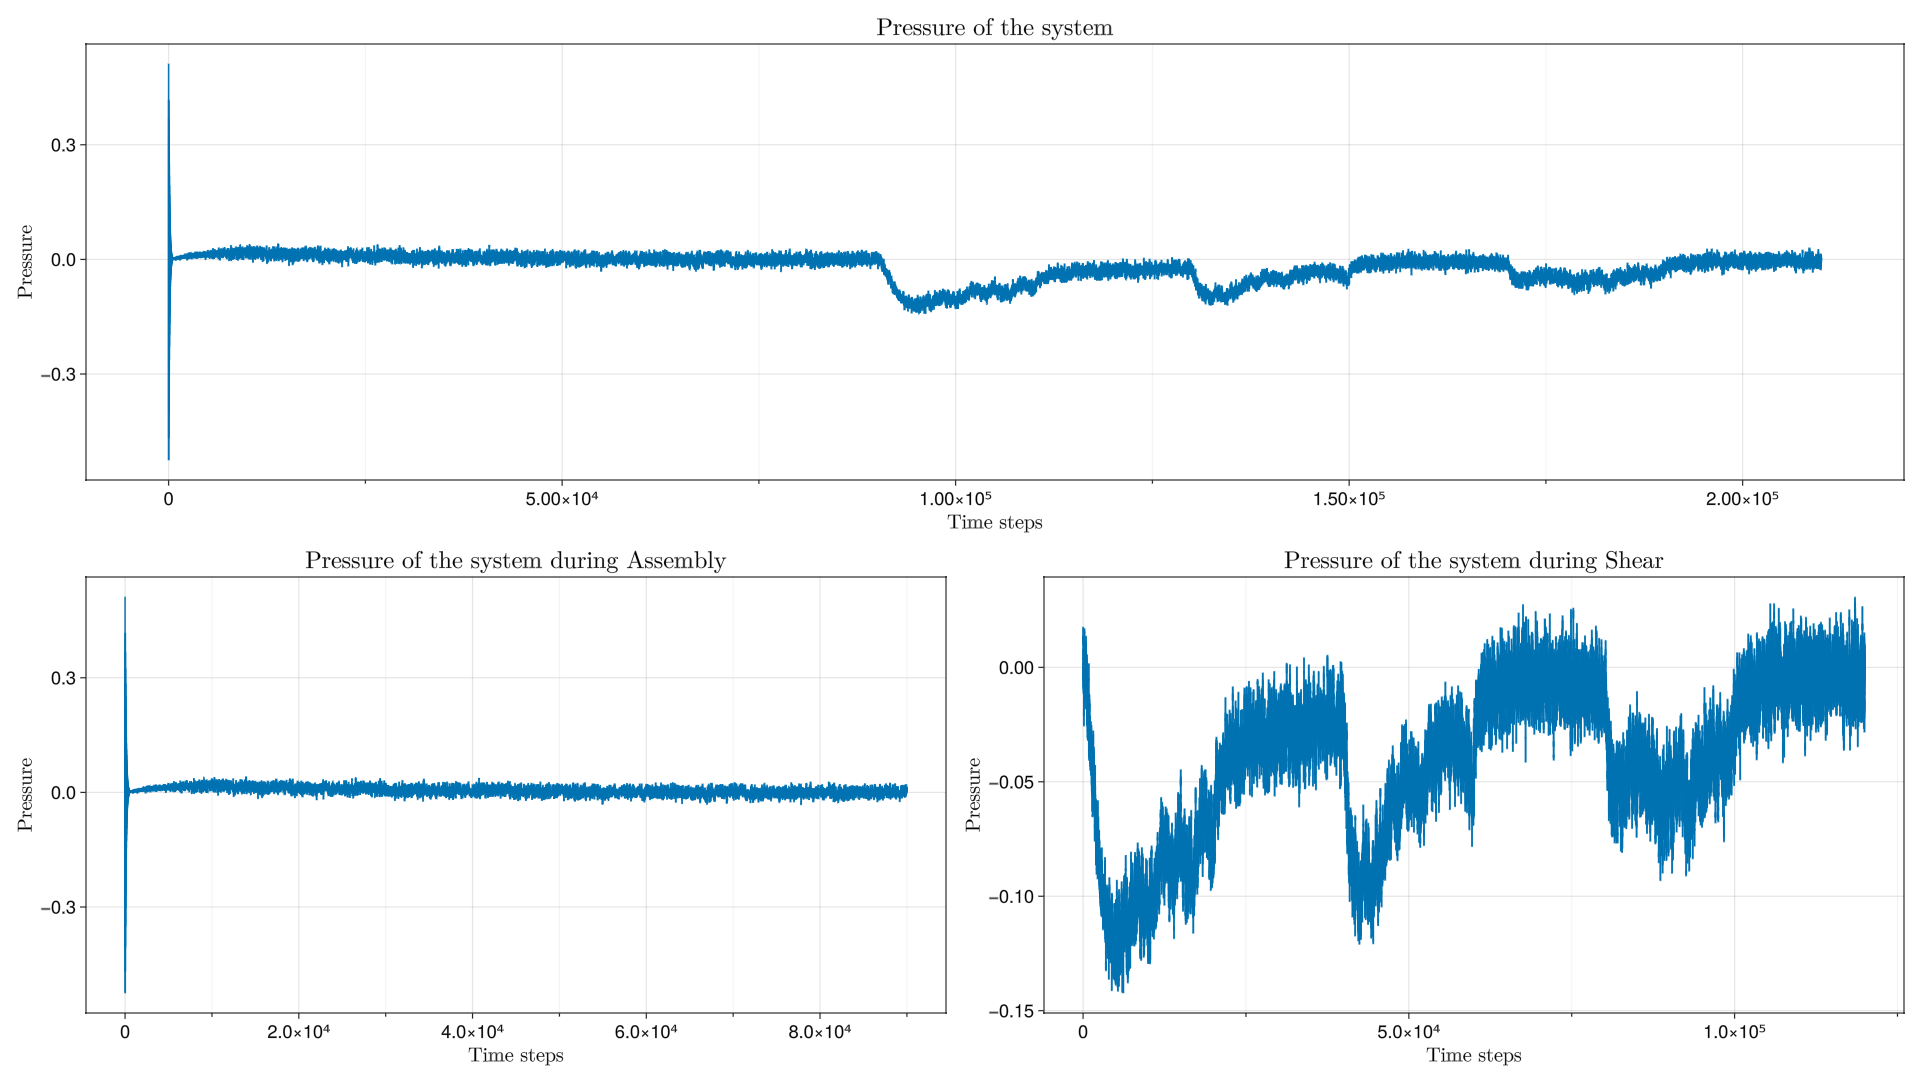 Pressure of the system
Pressure
0.3
0.0
−0.3
0
5.00×10⁴
1.00×10⁵
1.50×10⁵
2.00×10⁵
Time steps
Pressure of the system during Assembly
Pressure
0.3
0.0
−0.3
0
2.0×10⁴
4.0×10⁴
6.0×10⁴
8.0×10⁴
Time steps
Pressure of the system during Shear
Pressure
0.00
−0.05
−0.10
−0.15
0
5.0×10⁴
1.0×10⁵
Time steps